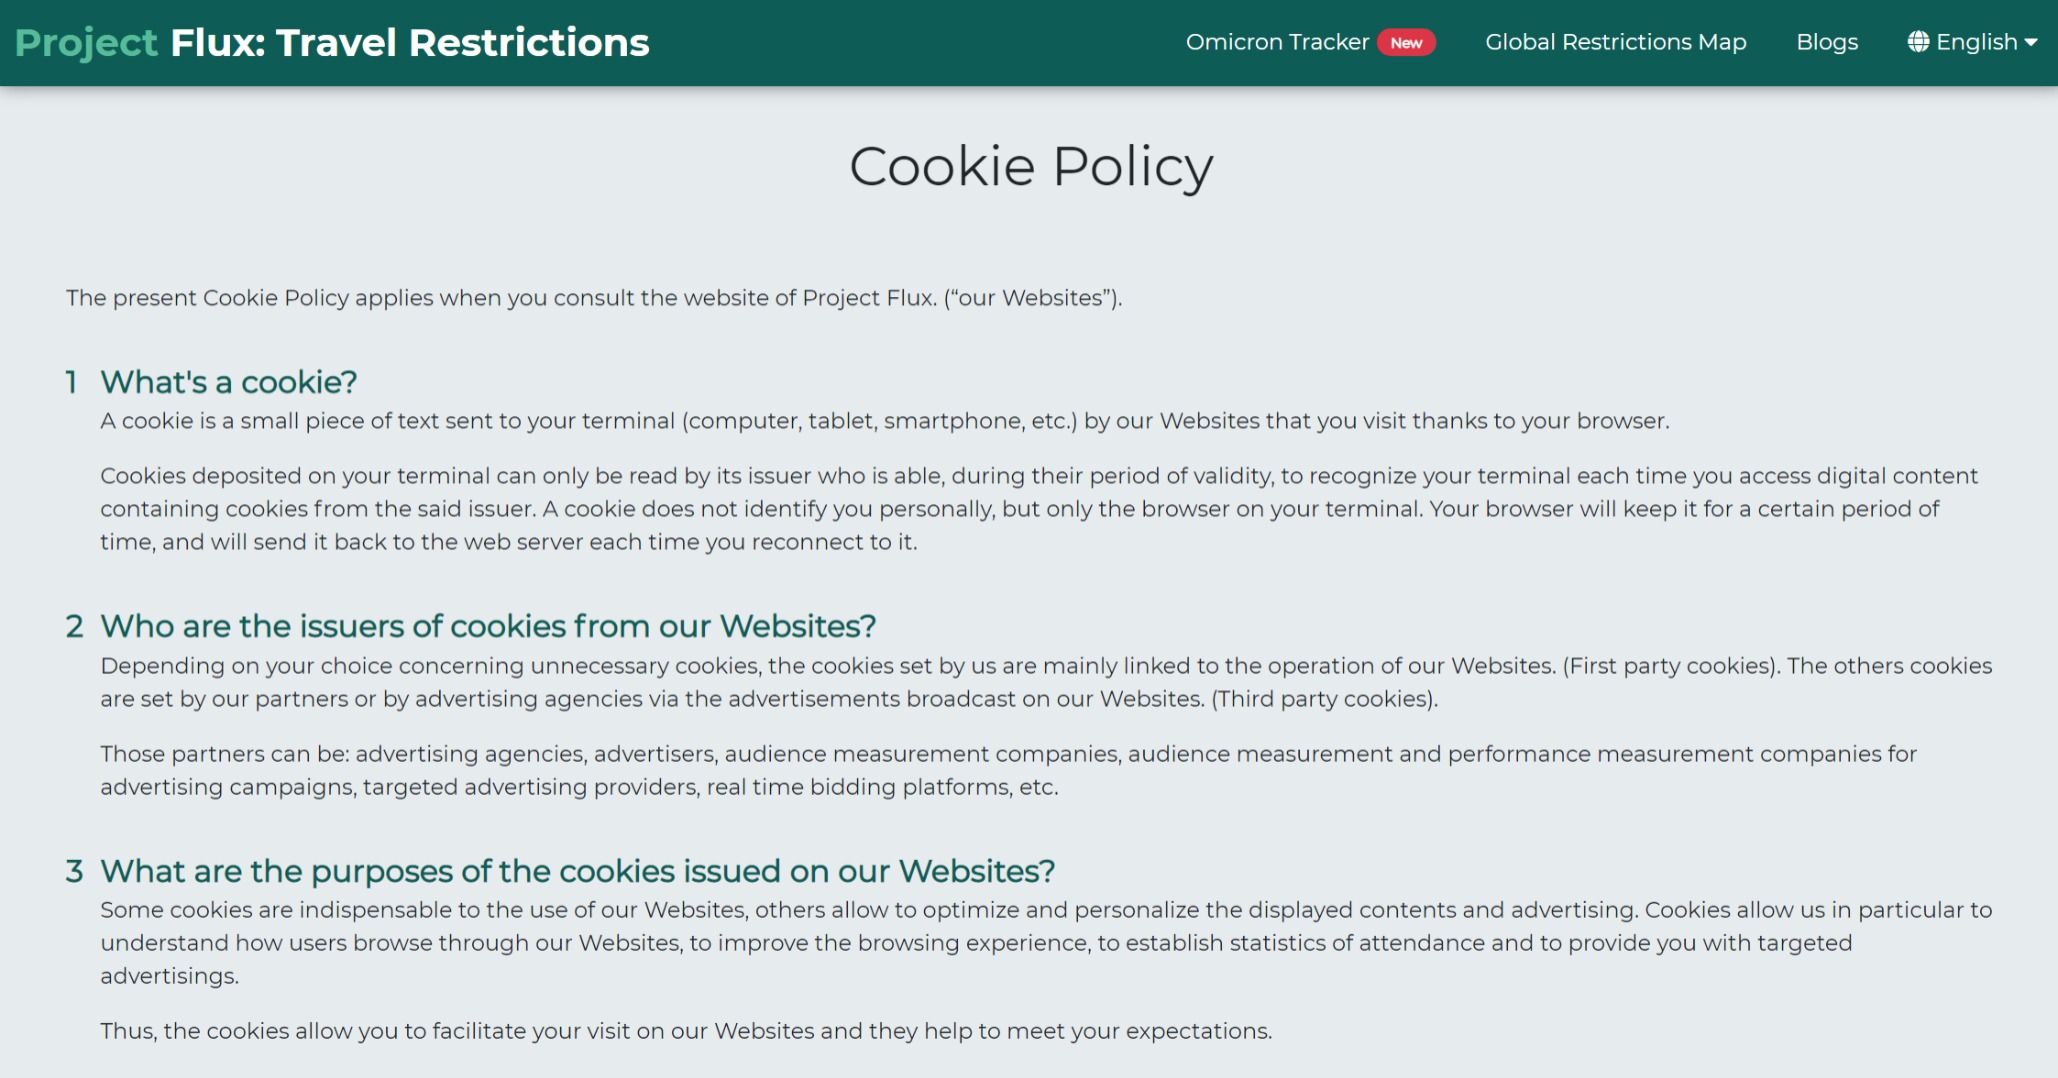 Project Flux: Travel Restrictions
Omicron Tracker New
Global Restrictions Map
Blogs
English
Cookie Policy
The present Cookie Policy applies when you consult the website of Project Flux. (“our Websites”).
1 What's a cookie?
A cookie is a small piece of text sent to your terminal (computer, tablet, smartphone, etc.) by our Websites that you visit thanks to your browser.
Cookies deposited on your terminal can only be read by its issuer who is able, during their period of validity, to recognize your terminal each time you access digital content
containing cookies from the said issuer. A cookie does not identify you personally, but only the browser on your terminal. Your browser will keep it for a certain period of
time, and will send it back to the web server each time you reconnect to it.
2 Who are the issuers of cookies from our Websites?
Depending on your choice concerning unnecessary cookies, the cookies set by us are mainly linked to the operation of our Websites. (First party cookies). The others cookies
are set by our partners or by advertising agencies via the advertisements broadcast on our Websites. (Third party cookies).
Those partners can be: advertising agencies, advertisers, audience measurement companies, audience measurement and performance measurement companies for
advertising campaigns, targeted advertising providers, real time bidding platforms, etc.
3 What are the purposes of the cookies issued on our Websites?
Some cookies are indispensable to the use of our Websites, others allow to optimize and personalize the displayed contents and advertising. Cookies allow us in particular to
understand how users browse through our Websites, to improve the browsing experience, to establish statistics of attendance and to provide you with targeted
advertisings.
Thus, the cookies allow you to facilitate your visit on our Websites and they help to meet your expectations.